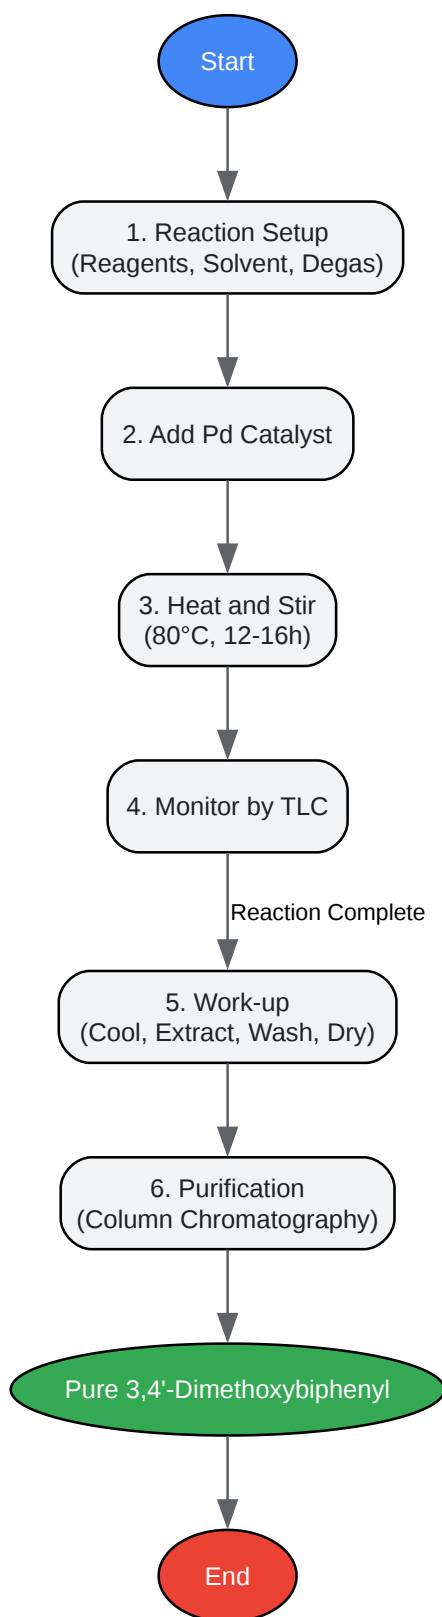 Start
1. Reaction Setup
(Reagents, Solvent, Degas)
2. Add Pd Catalyst
3. Heat and Stir
(80°C, 12-16h)
4. Monitor by TLC
Reaction Complete
5. Work-up
(Cool, Extract, Wash, Dry)
6. Purification
(Column Chromatography)
Pure 3,4'-Dimethoxybiphenyl
End